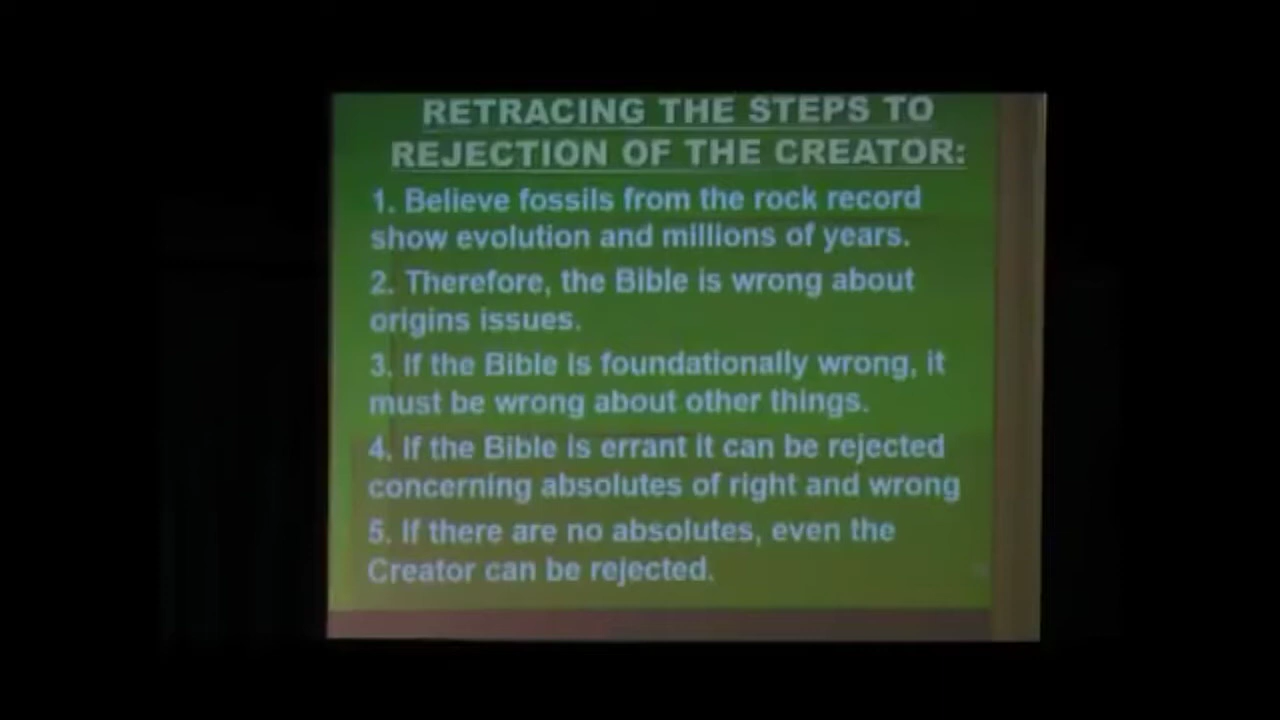 RETRACING THE STEPS TO
REJECTION OF THE CREATOR:
1. Believe fossils from the rock record
show evolution and millions of years.
2. Therefore, the Bible is wrong about
origins issues.
3. If the Bible is foundationally wrong, it
must be wrong about other things.
4. If the Bible is errant it can be rejected
concerning absolutes of right and wrong
5. If there are no absolutes, even the
Creator can be rejected.